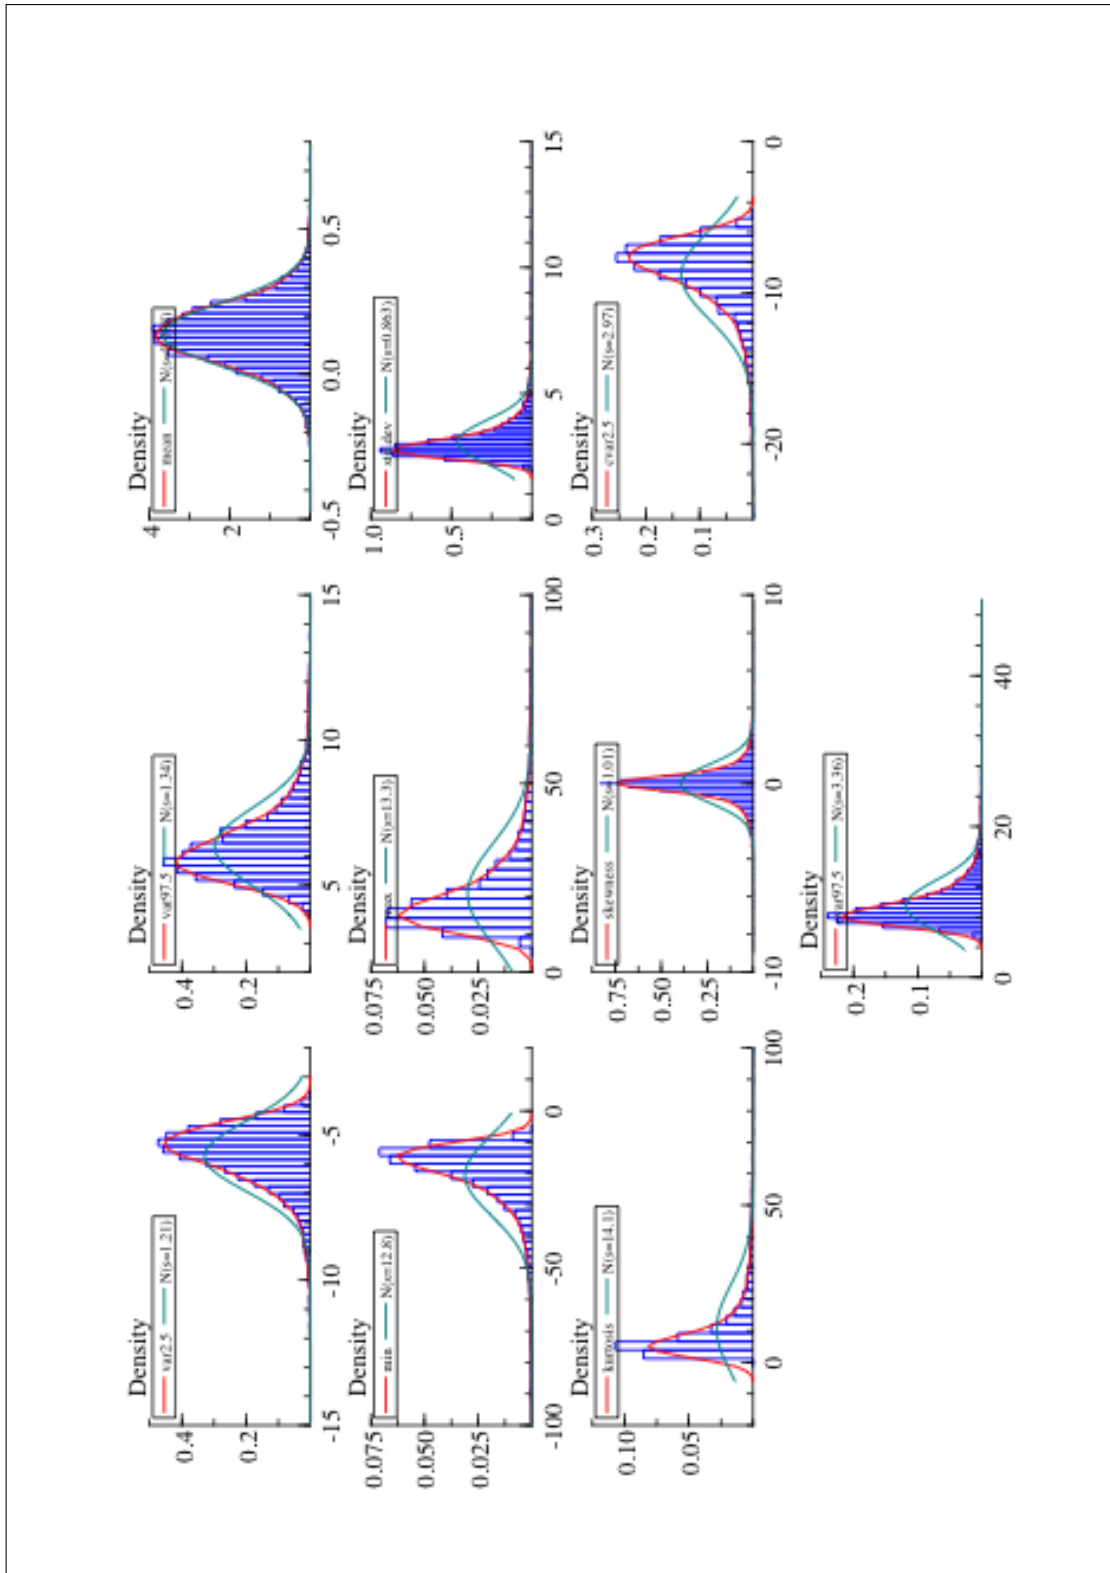 Density
var2.5 N(s=1.21)
0.4
0.2
-15 -10 -5
Density
var97.5 N(s=1.34)
0.4
0.2
5 10 15
Density
mean
4
2
-0.5 0.0 0.5
Density
min N(s=12.8)
0.075
0.050
0.025
-100 -50 0
Density
N(s=13.3)
0.075
0.050
0.025
0 50 100
Density
N(s=0.863)
1.0
0.5
0 5 10 15
Density
kurtosis N(s=14.1)
0.10
0.05
0 50 100
Density
skewness N(s=1.01)
0.75
0.50
0.25
-10 0 10
Density
cvar2.5 N(s=2.97)
0.3
0.2
0.1
-20 -10 0
Density
N(s=3.36)
0.2
0.1
0 20 40